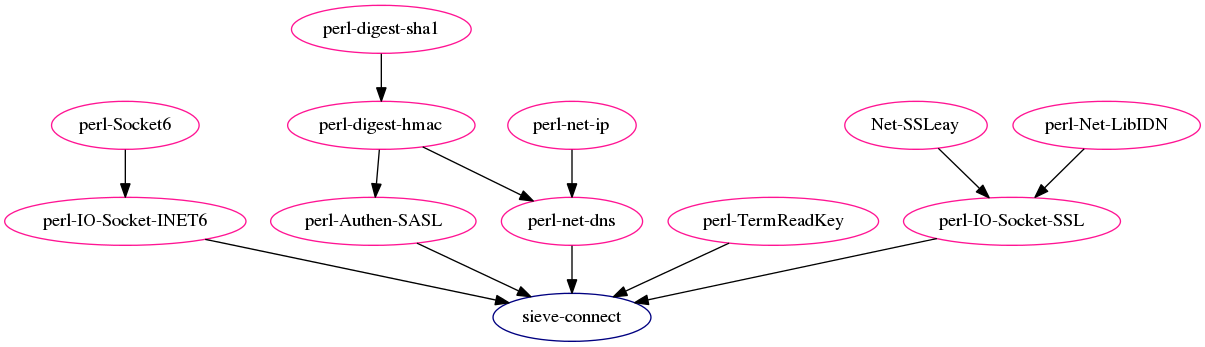 perl-digest-sha1
perl-Socket6
perl-digest-hmac
perl-net-ip
Net-SSLeay
perl-Net-LibIDN
perl-IO-Socket-INET6
perl-Authen-SASL
perl-net-dns
perl-TermReadKey
perl-IO-Socket-SSL
sieve-connect